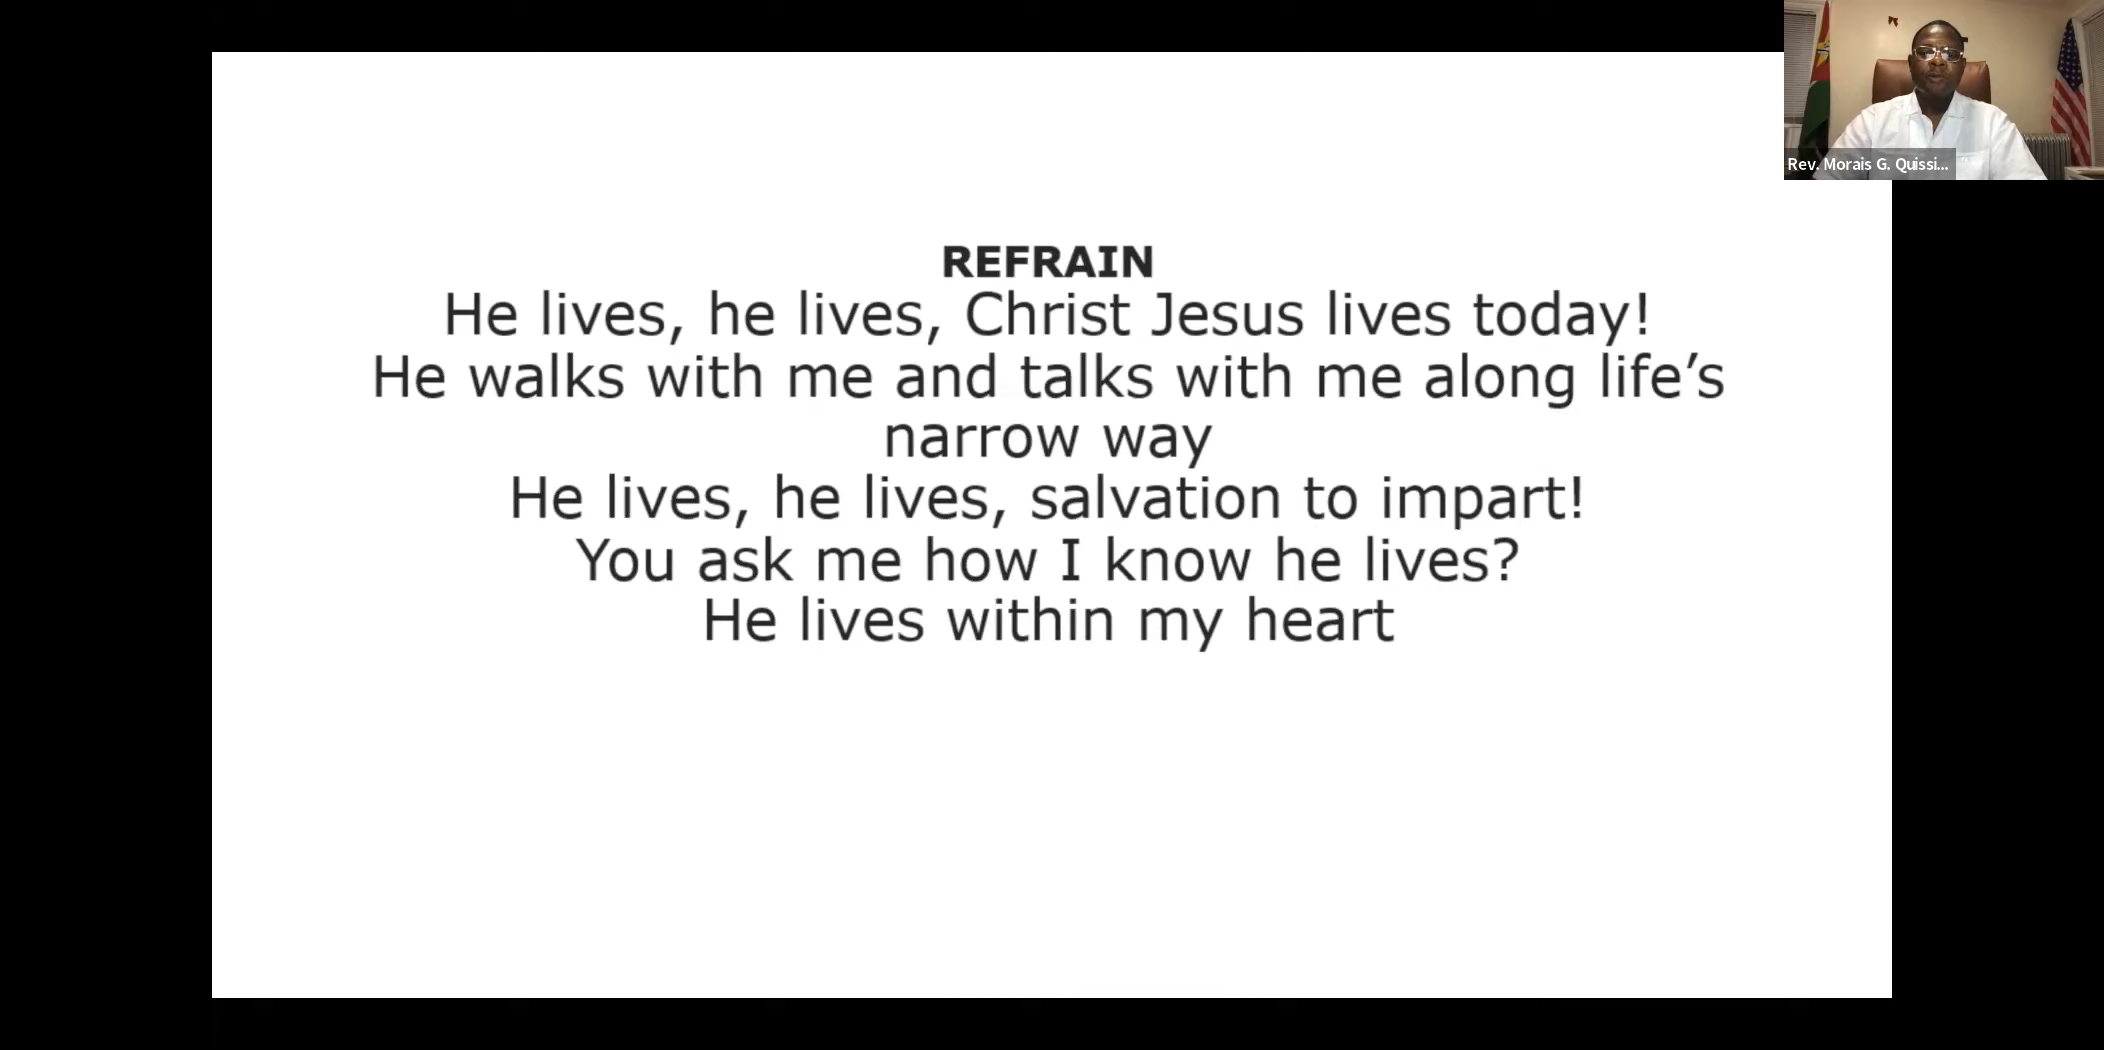 REFRAIN
He lives, he lives, Christ Jesus lives today!
He walks with me and talks with me along life’s
narrow way
He lives, he lives, salvation to impart!
You ask me how I know he lives?
He lives within my heart
Rev. Morais G. Quissi...